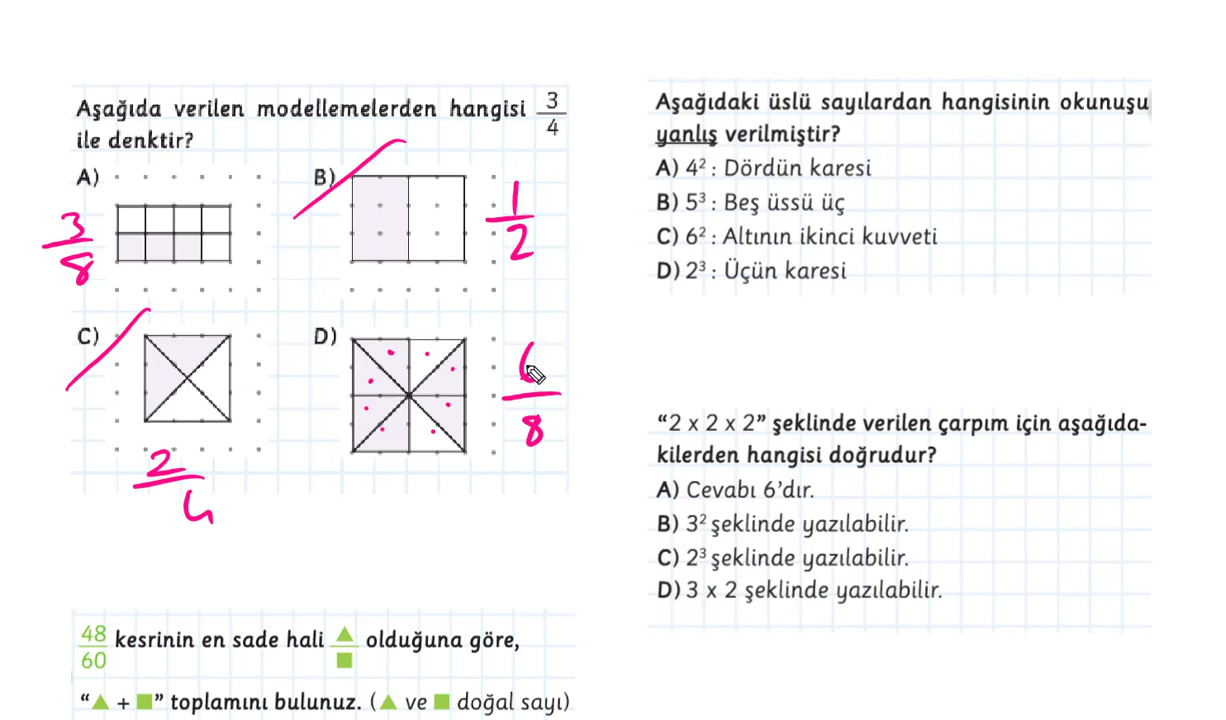 Aşağıda verilen modellemelerden hangisi 3/4
ile denktir?
A)
3/8
B)
1/2
C)
2/4
D)
6/8
48/60 kesrinin en sade hali ▲/■ olduğuna göre,
“▲ + ■” toplamını bulunuz. (▲ ve ■ doğal sayı)
Aşağıdaki üslü sayılardan hangisinin okunuşu
yanlış verilmiştir?
A) 4² : Dördün karesi
B) 5³ : Beş üssü üç
C) 6² : Altının ikinci kuvveti
D) 2³ : Üçün karesi
“2 x 2 x 2” şeklinde verilen çarpım için aşağıda-
kilerden hangisi doğrudur?
A) Cevabı 6’dır.
B) 3² şeklinde yazılabilir.
C) 2³ şeklinde yazılabilir.
D) 3 x 2 şeklinde yazılabilir.